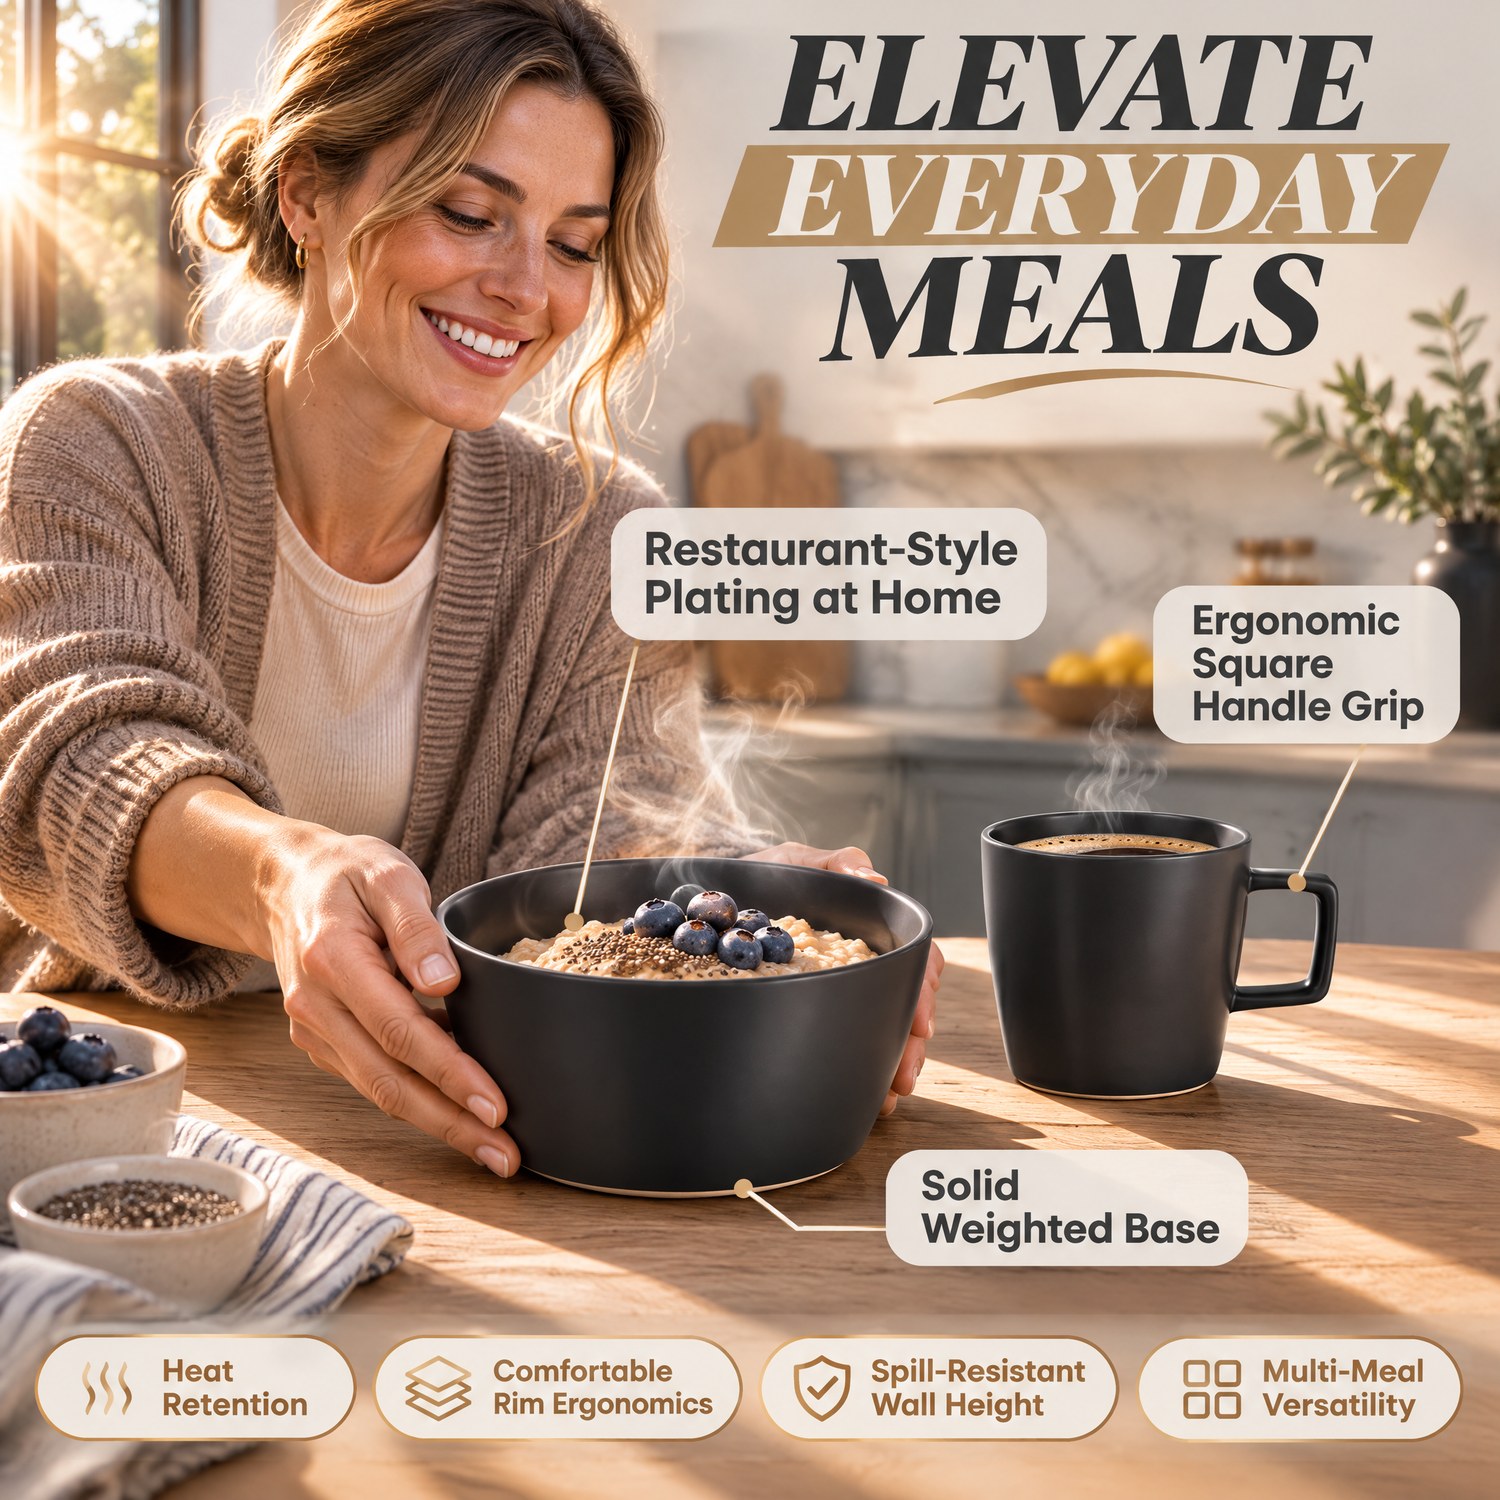 ELEVATE
EVERYDAY
MEALS
Restaurant-Style
Plating at Home
Ergonomic
Square
Handle Grip
Solid
Weighted Base
Heat
Retention
Comfortable
Rim Ergonomics
Spill-Resistant
Wall Height
Multi-Meal
Versatility